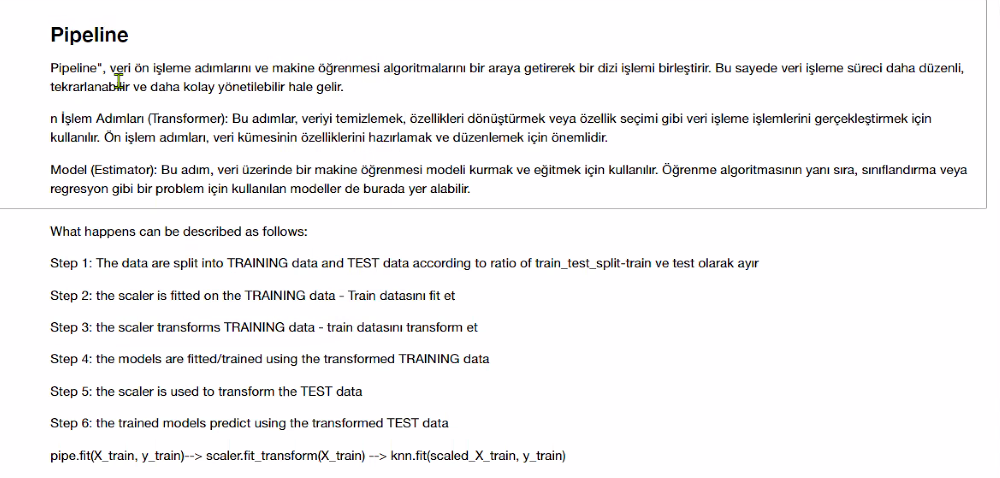 Pipeline
Pipeline", veri ön işleme adımlarını ve makine öğrenmesi algoritmalarını bir araya getirerek bir dizi işlemi birleştirir. Bu sayede veri işleme süreci daha düzenli,
tekrarlanabilir ve daha kolay yönetilebilir hale gelir.
n İşlem Adımları (Transformer): Bu adımlar, veriyi temizlemek, özellikleri dönüştürmek veya özellik seçimi gibi veri işleme işlemlerini gerçekleştirmek için
kullanılır. Ön işlem adımları, veri kümesinin özelliklerini hazırlamak ve düzenlemek için önemlidir.
Model (Estimator): Bu adım, veri üzerinde bir makine öğrenmesi modeli kurmak ve eğitmek için kullanılır. Öğrenme algoritmasının yanı sıra, sınıflandırma veya
regresyon gibi bir problem için kullanılan modeller de burada yer alabilir.
What happens can be described as follows:
Step 1: The data are split into TRAINING data and TEST data according to ratio of train_test_split-train ve test olarak ayır
Step 2: the scaler is fitted on the TRAINING data - Train datasını fit et
Step 3: the scaler transforms TRAINING data - train datasını transform et
Step 4: the models are fitted/trained using the transformed TRAINING data
Step 5: the scaler is used to transform the TEST data
Step 6: the trained models predict using the transformed TEST data
pipe.fit(X_train, y_train)--> scaler.fit_transform(X_train) --> knn.fit(scaled_X_train, y_train)